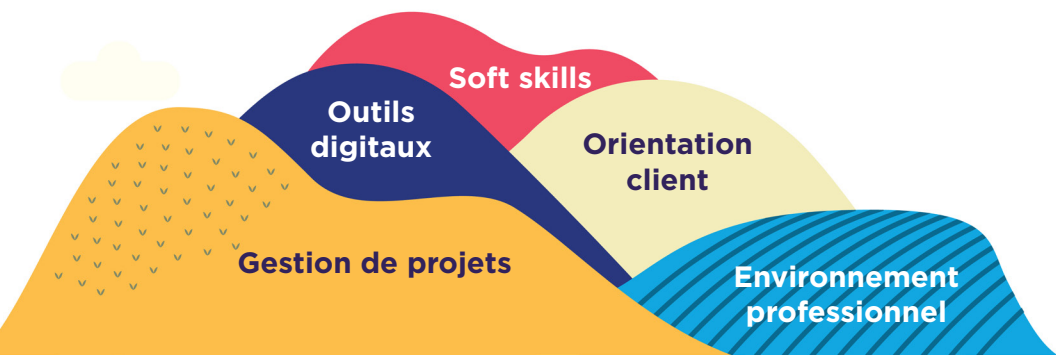 Soft skills
Outils
digitaux
Orientation
client
Gestion de projets
Environnement
professionnel